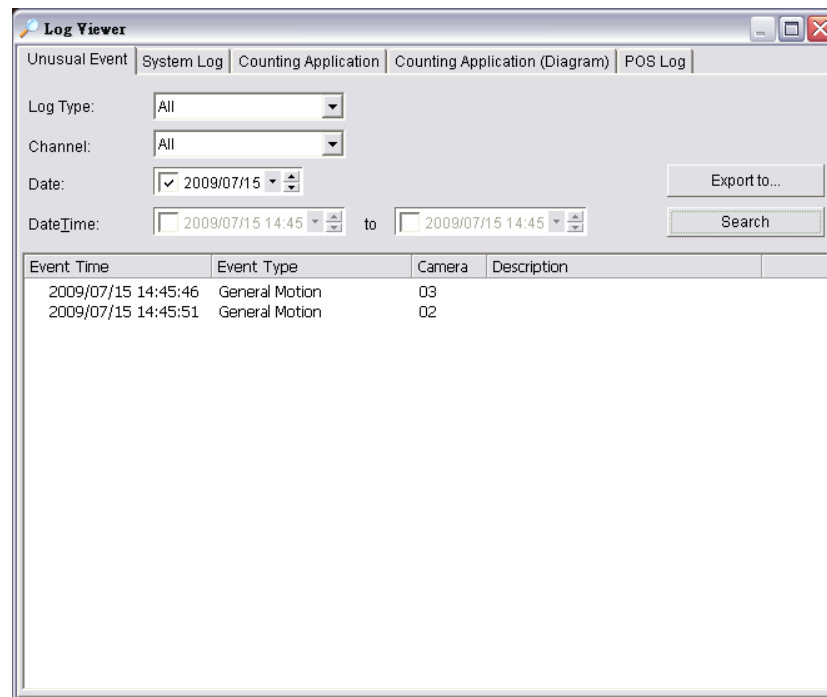 Log Viewer
Unusual Event System Log Counting Application Counting Application (Diagram) POS Log
Log Type: All
Channel: All
Date: 2009/07/15 Export to...
DateTime: 2009/07/15 14:45 to 2009/07/15 14:45 Search
Event Time Event Type Camera Description
2009/07/15 14:45:46 General Motion 03
2009/07/15 14:45:51 General Motion 02